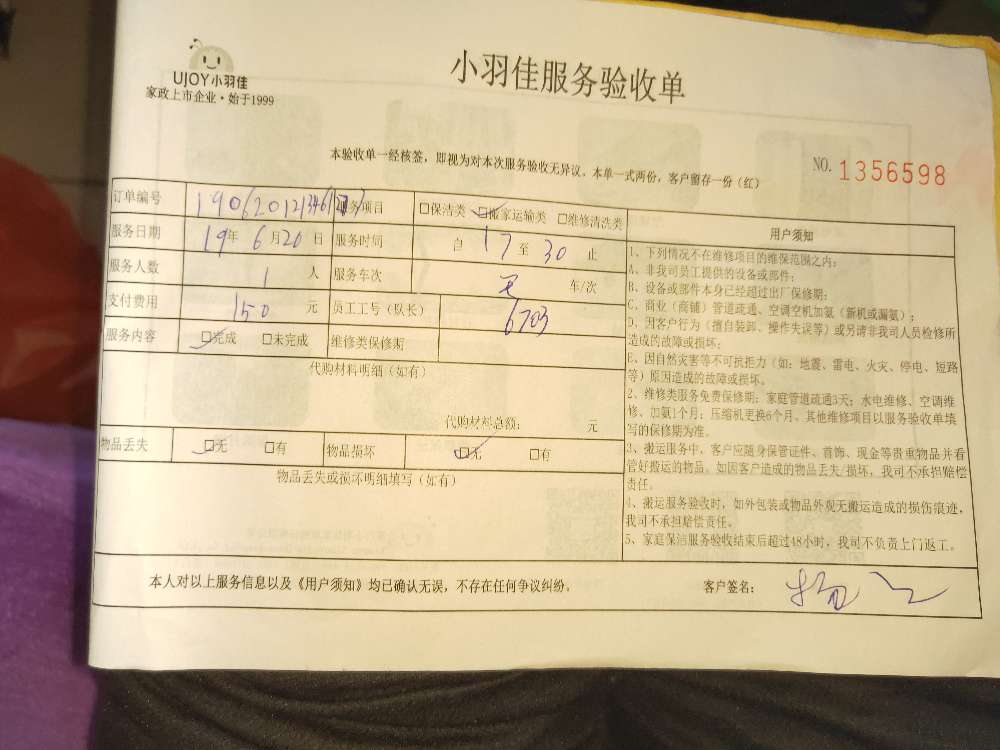 UJOY小羽佳
家政上市企业·始于1999
小羽佳服务验收单
本验收单一经核签，即视为对本次服务验收无异议。本单一式两份，客户留存一份（红）
NO. 1356598
订单编号 服务项目 □保洁类 □搬家运输类 □维修清洗类
服务日期 19年 6月20日 服务时间 自 17 至 30 止
服务人数 1 人 服务车次 无 车/次
支付费用 150 元 员工工号（队长） 6703
服务内容 □完成 □未完成 维修类保修期
代购材料明细（如有）
代购材料总额： 元
物品丢失 □无 □有 物品损坏 □无 □有
物品丢失或损坏明细填写（如有）
用户须知
1、下列情况不在维修项目的维保范围之内：
A、非我司员工提供的设备或部件；
B、设备或部件本身已经超过出厂保修期；
C、商业（商铺）管道疏通、空调空机加氨（新机或漏氨）；
D、因客户行为（擅自装卸、操作失误等）或另请非我司人员检修所
造成的故障或损坏；
E、因自然灾害等不可抗拒力（如：地震、雷电、火灾、停电、短路
等）原因造成的故障或损坏。
2、维修类服务免费保修期：家庭管道疏通3天；水电维修、空调维
修、加氨1个月；压缩机更换6个月、其他维修项目以服务验收单填
写的保修期为准。
3、搬运服务中，客户应随身保管证件、首饰、现金等贵重物品并看
管好搬运的物品。如因客户造成的物品丢失/损坏，我司不承担赔偿
责任。
4、搬运服务验收时，如外包装或物品外观无搬运造成的损伤痕迹，
我司不承担赔偿责任。
5、家庭保洁服务验收结束后超过48小时，我司不负责上门返工。
本人对以上服务信息以及《用户须知》均已确认无误，不存在任何争议纠纷。 客户签名：